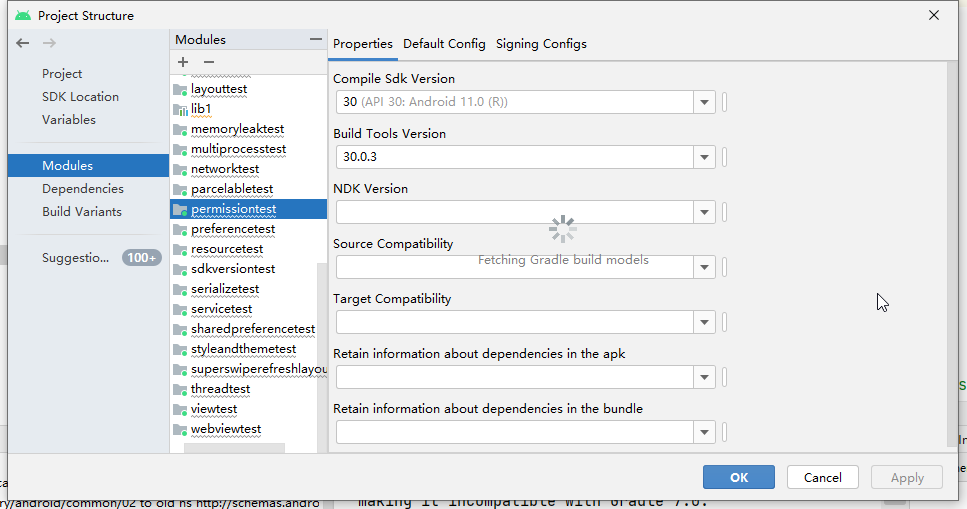 Project Structure
Project
SDK Location
Variables
Modules
Dependencies
Build Variants
Suggestio...
100+
Modules
layouttest
lib1
memoryleaktest
multiprocesstest
networktest
parcelabletest
permissiontest
preferencetest
resourcetest
sdkversiontest
serializetest
servicetest
sharedpreferencetest
styleandthemetest
superswiperefreshlayou
threadtest
viewtest
webviewtest
Properties Default Config Signing Configs
Compile Sdk Version
30 (API 30: Android 11.0 (R))
Build Tools Version
30.0.3
NDK Version
Source Compatibility
Fetching Gradle build models
Target Compatibility
Retain information about dependencies in the apk
Retain information about dependencies in the bundle
OK Cancel Apply
ry/android/common/02 to old ns http://schemas.andro
making it incompatible with Gradle 7.0.